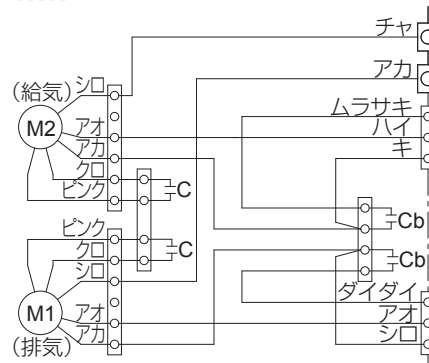 チャ
アカ
(給気)
シロ
M2
アオ
アカ
クロ
ピンク
ムラサキ
ハイ
キ
C
Cb
ピンク
クロ
シロ
C
Cb
M1
アオ
アカ
(排気)
ダイダイ
アオ
シロ